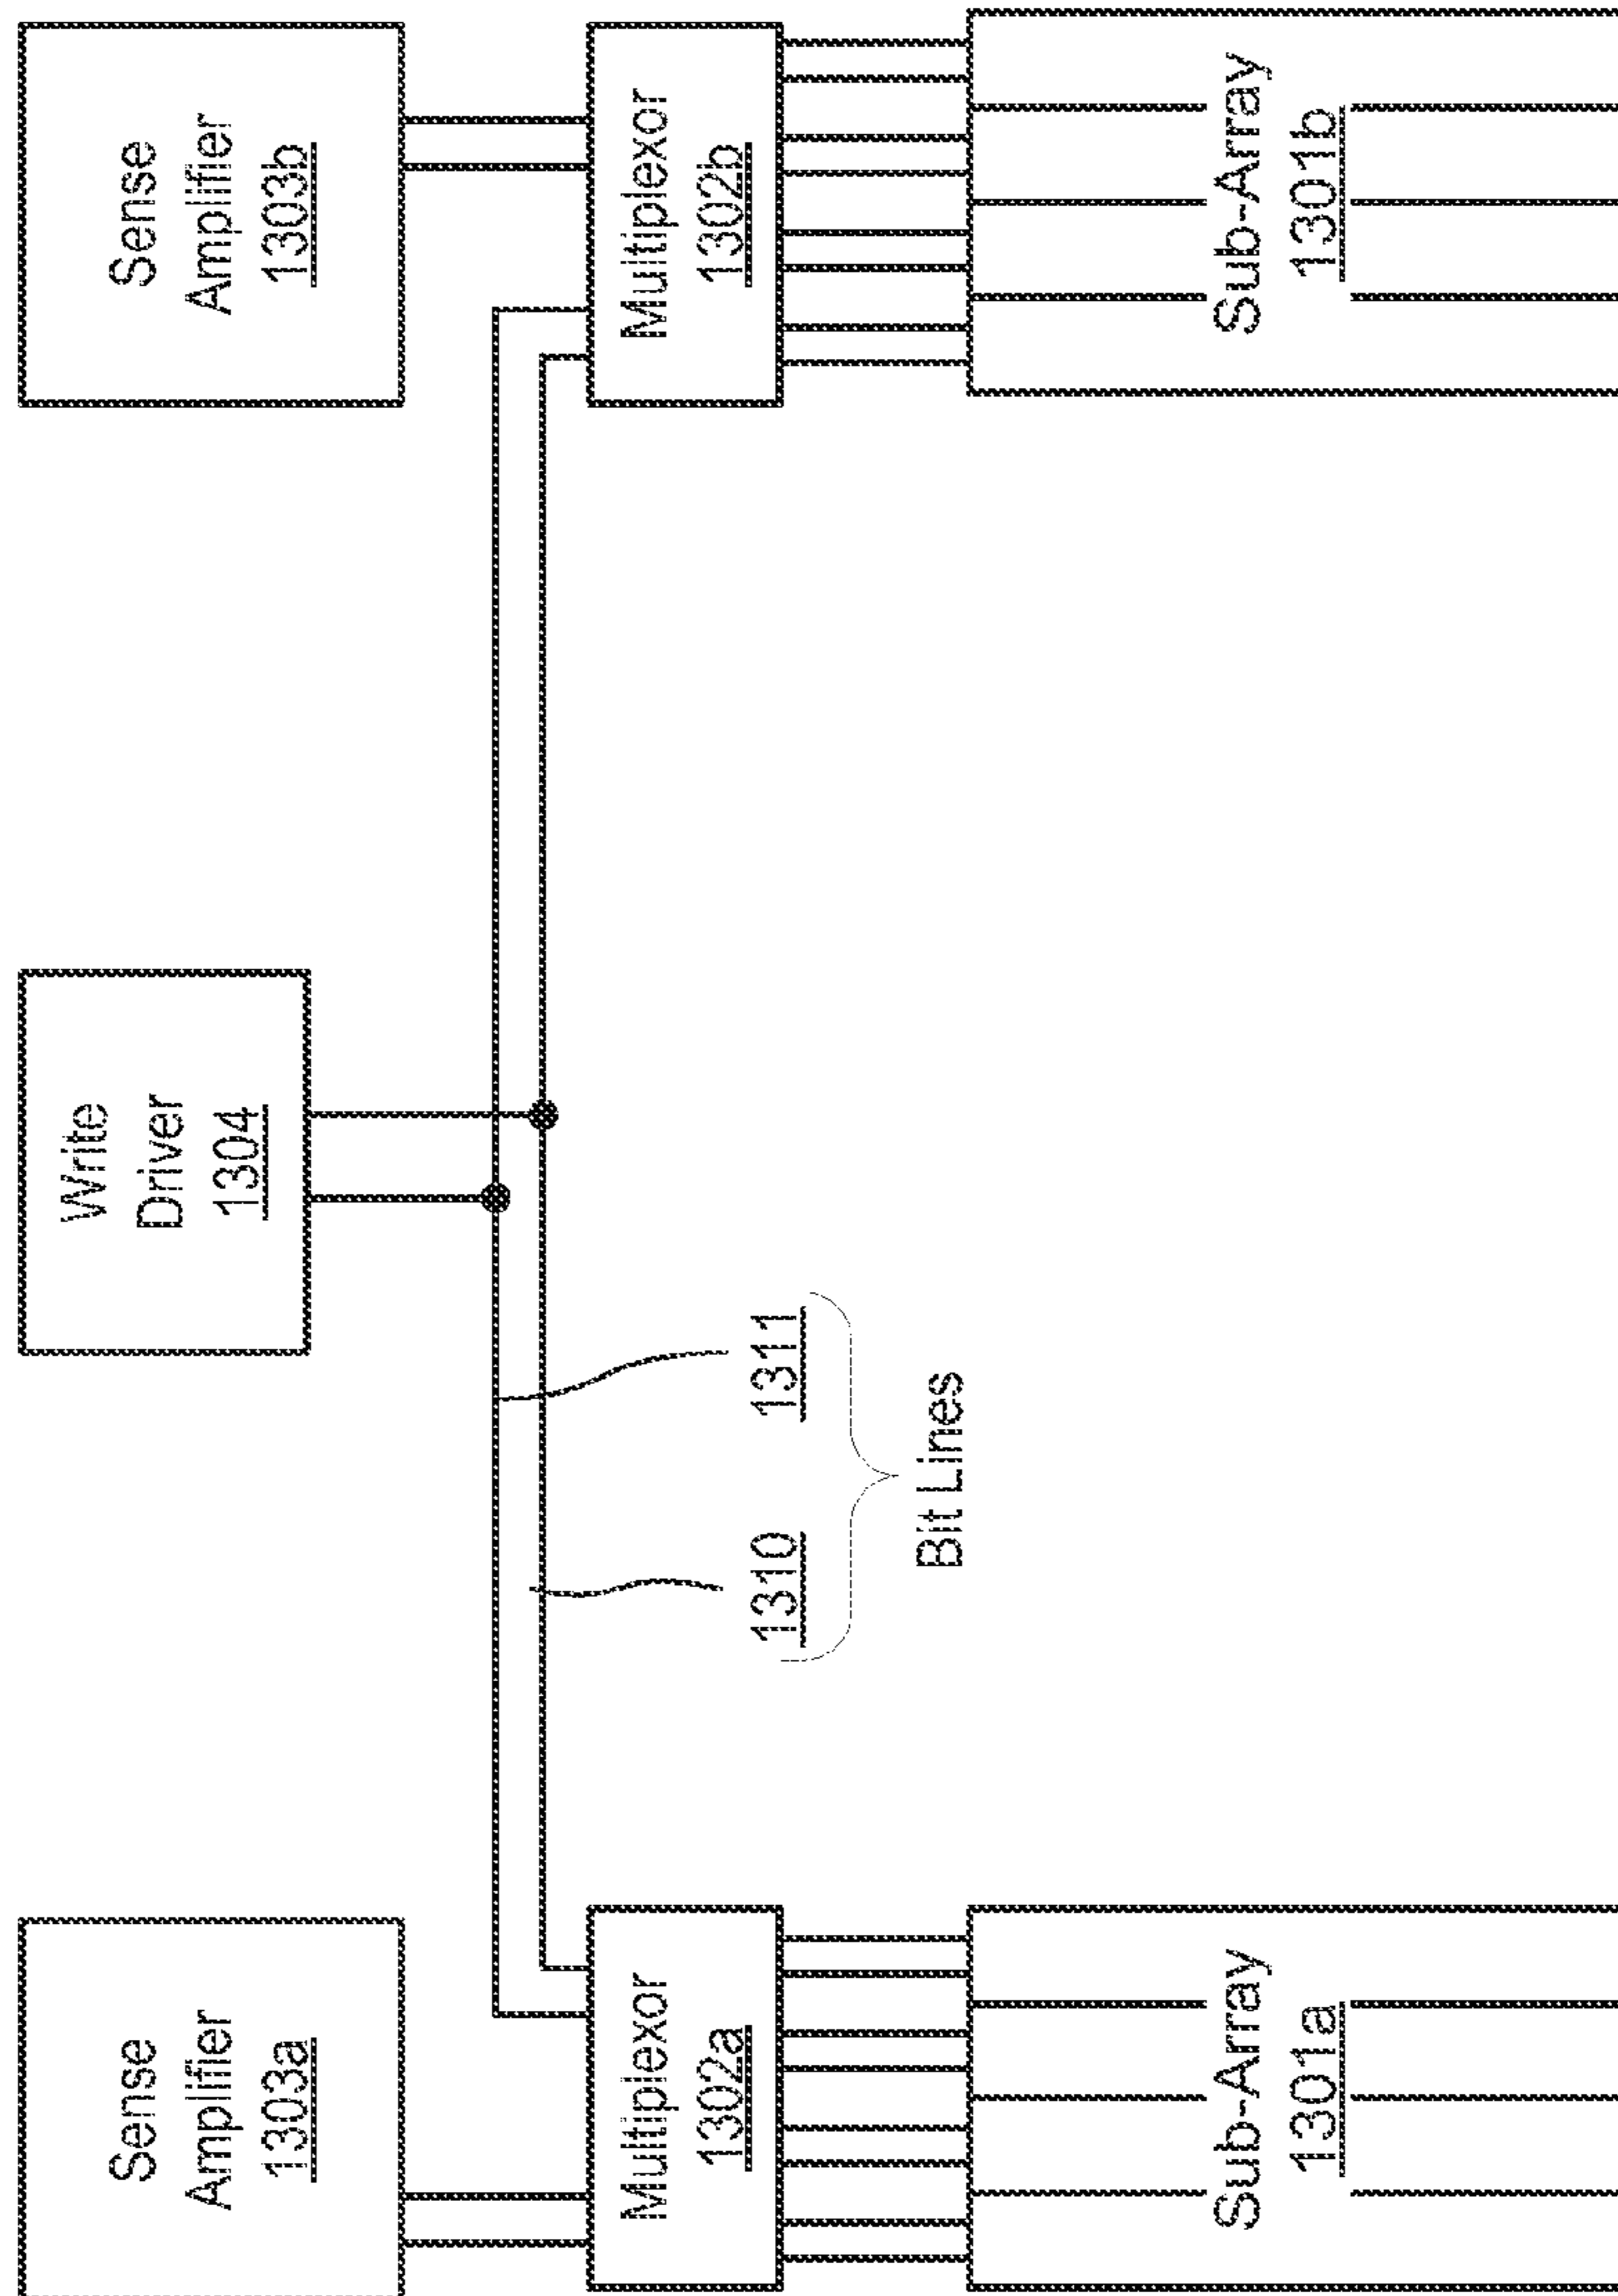 Sense
Amplifier
1303a
Write
Driver
1304
Sense
Amplifier
1303b
Multiplexor
1302a
Multiplexor
1302b
1310
1311
Bit Lines
Sub-Array
1301a
Sub-Array
1301b